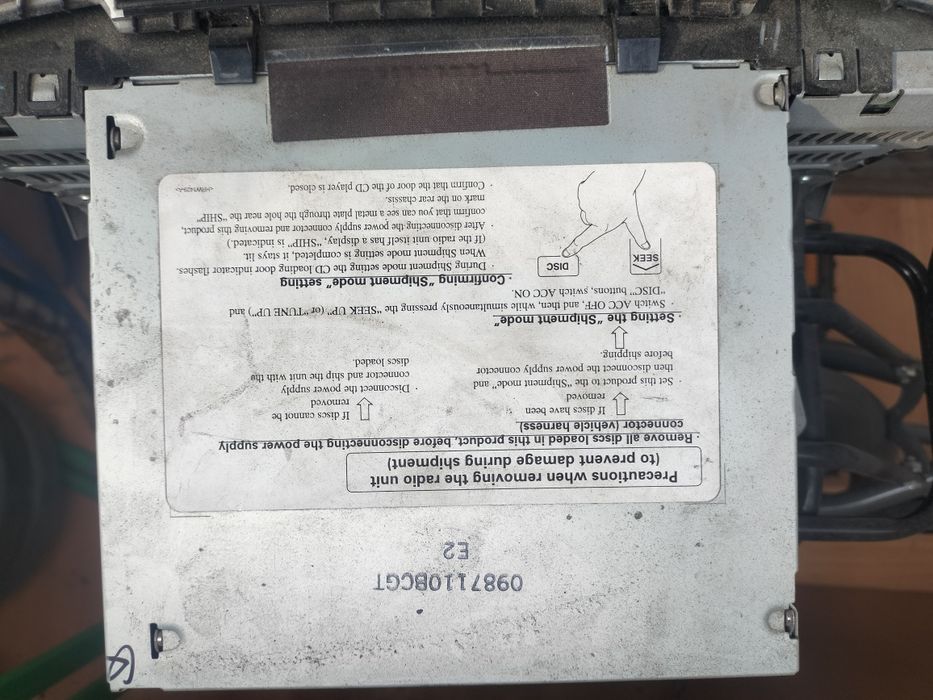 0987110BCGT
E2
Precautions when removing the radio unit
(to prevent damage during shipment)
· Remove all discs loaded in this product, before disconnecting the power supply
connector (vehicle harness)
If discs have been
removed
· Set this product to the "Shipment mode" and
then disconnect the power supply connector
before shipping.
If discs cannot be
removed
· Disconnect the power supply
connector and ship the unit with the
discs loaded.
· Setting the "Shipment mode"
· Switch ACC OFF, and then, while simultaneously pressing the "SEEK UP" (or "TUNE UP") and
"DISC" buttons, switch ACC ON.
· Confirming "Shipment mode" setting
· During Shipment mode setting the CD loading door indicator flashes.
When Shipment mode setting is completed, it stays lit.
(If the radio unit itself has a display, "SHIP" is indicated.)
· After disconnecting the power supply connector and removing this product,
confirm that you can see a metal plate through the hole near the "SHIP"
mark on the rear chassis.
· Confirm that the door of the CD player is closed.
SEEK
DISC